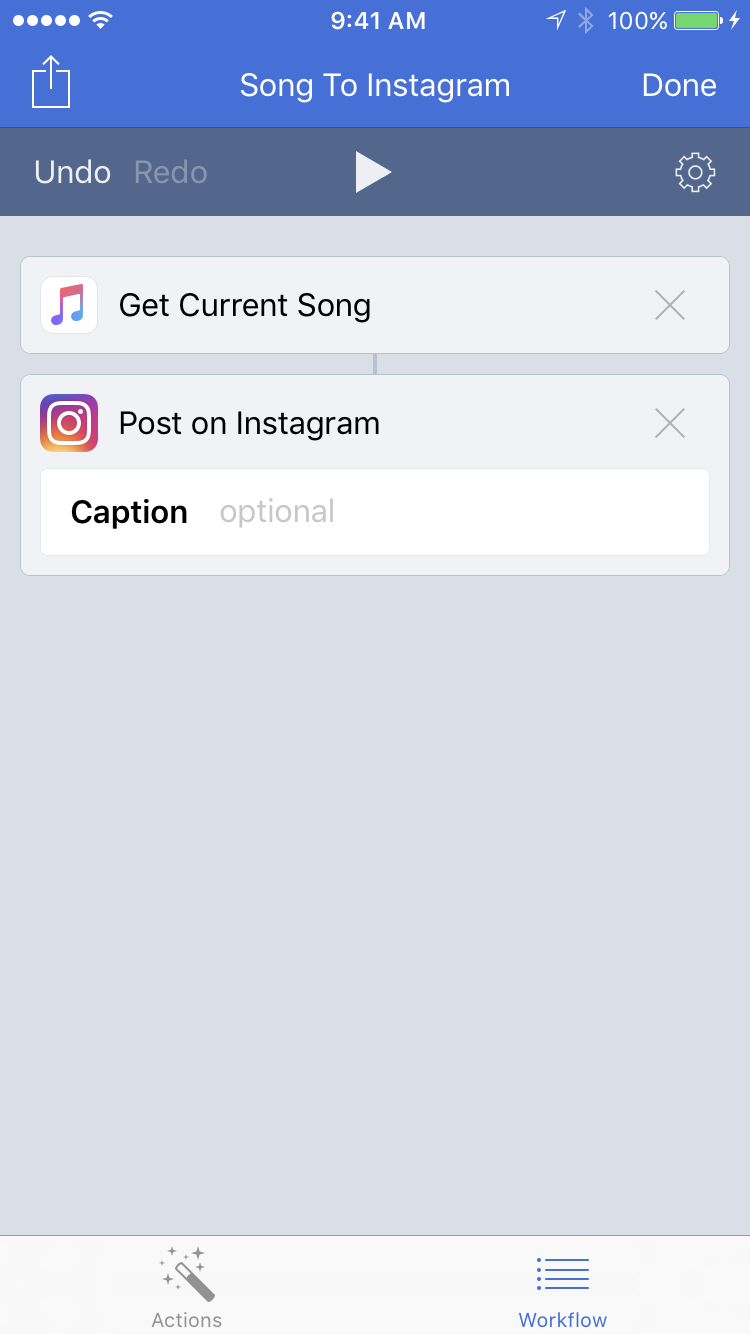 9:41 AM 100%
Song To Instagram Done
Undo Redo
Get Current Song
Post on Instagram
Caption optional
Actions Workflow